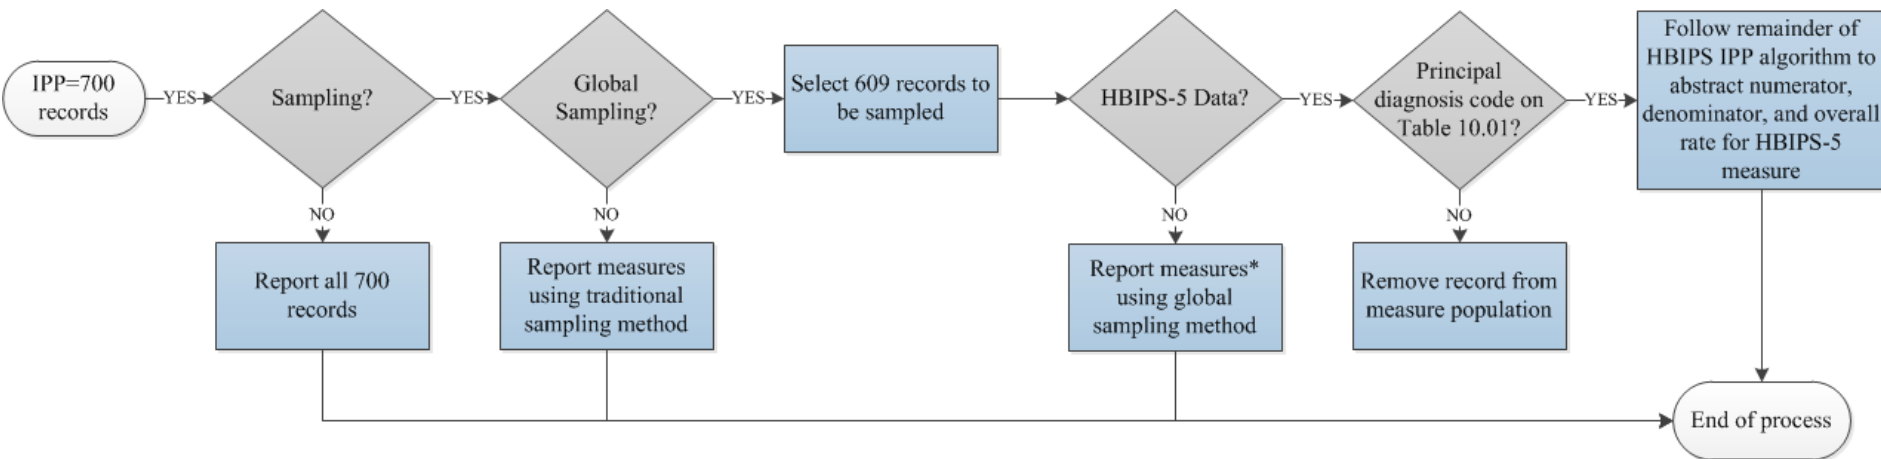 IPP=700
records
YES
Sampling?
YES
Global
Sampling?
YES
Select 609 records to
be sampled
HBIPS-5 Data?
YES
Principal
diagnosis code on
Table 10.01?
YES
Follow remainder of
HBIPS IPP algorithm to
abstract numerator,
denominator, and overall
rate for HBIPS-5
measure
NO
NO
NO
NO
Report all 700
records
Report measures
using traditional
sampling method
Report measures*
using global
sampling method
Remove record from
measure population
End of process